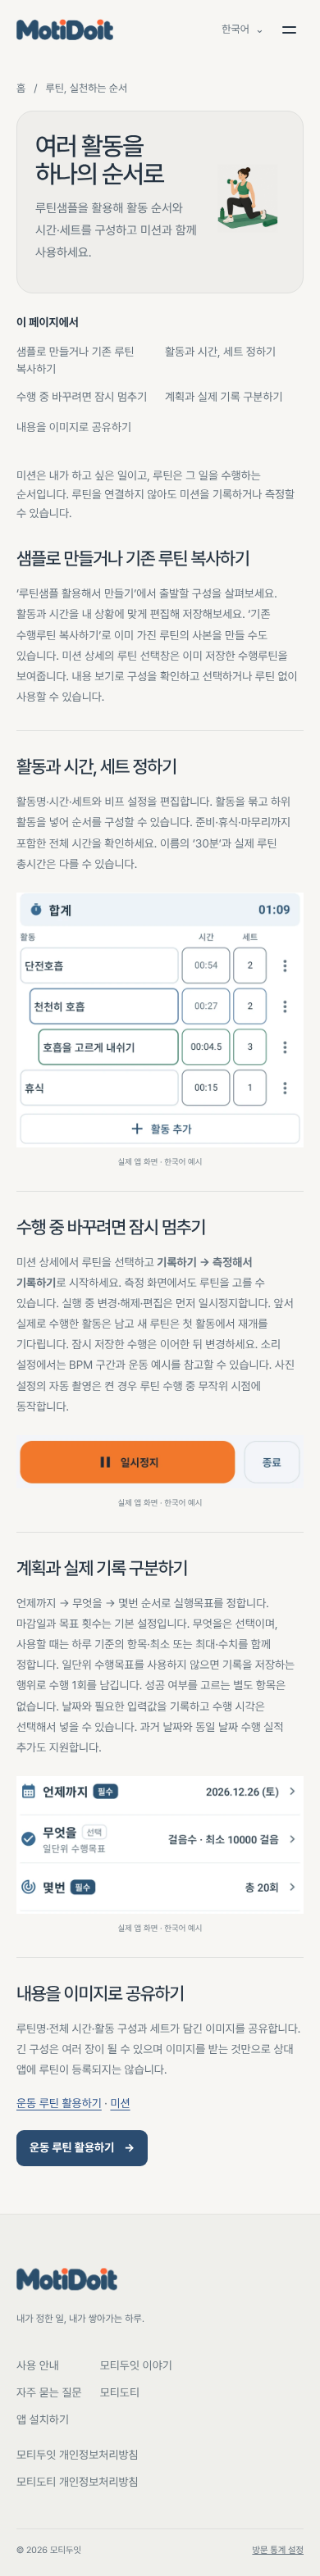 MotiDoit
한국어
홈 / 루틴, 실천하는 순서
여러 활동을
하나의 순서로
루틴샘플을 활용해 활동 순서와
시간·세트를 구성하고 미션과 함께
사용하세요.
이 페이지에서
샘플로 만들거나 기존 루틴
복사하기
활동과 시간, 세트 정하기
수행 중 바꾸려면 잠시 멈추기
계획과 실제 기록 구분하기
내용을 이미지로 공유하기
미션은 내가 하고 싶은 일이고, 루틴은 그 일을 수행하는
순서입니다. 루틴을 연결하지 않아도 미션을 기록하거나 측정할
수 있습니다.
샘플로 만들거나 기존 루틴 복사하기
‘루틴샘플 활용해서 만들기’에서 출발할 구성을 살펴보세요.
활동과 시간을 내 상황에 맞게 편집해 저장해보세요. ‘기존
수행루틴 복사하기’로 이미 가진 루틴의 사본을 만들 수도
있습니다. 미션 상세의 루틴 선택창은 이미 저장한 수행루틴을
보여줍니다. 내용 보기로 구성을 확인하고 선택하거나 루틴 없이
사용할 수 있습니다.
활동과 시간, 세트 정하기
활동명·시간·세트와 비프 설정을 편집합니다. 활동을 묶고 하위
활동을 넣어 순서를 구성할 수 있습니다. 준비·휴식·마무리까지
포함한 전체 시간을 확인하세요. 이름의 ‘30분’과 실제 루틴
총시간은 다를 수 있습니다.
합계 01:09
활동 시간 세트
단전호흡 00:54 2
천천히 호흡 00:27 2
호흡을 고르게 내쉬기 00:04.5 3
휴식 00:15 1
+ 활동 추가
실제 앱 화면 · 한국어 예시
수행 중 바꾸려면 잠시 멈추기
미션 상세에서 루틴을 선택하고 기록하기 → 측정해서
기록하기로 시작하세요. 측정 화면에서도 루틴을 고를 수
있습니다. 실행 중 변경·해제·편집은 먼저 일시정지합니다. 앞서
실제로 수행한 활동은 남고 새 루틴은 첫 활동에서 재개를
기다립니다. 잠시 저장한 수행은 이어한 뒤 변경하세요. 소리
설정에서는 BPM 구간과 운동 예시를 참고할 수 있습니다. 사진
설정의 자동 촬영은 켠 경우 루틴 수행 중 무작위 시점에
동작합니다.
일시정지 종료
실제 앱 화면 · 한국어 예시
계획과 실제 기록 구분하기
언제까지 → 무엇을 → 몇번 순서로 실행목표를 정합니다.
마감일과 목표 횟수는 기본 설정입니다. 무엇을은 선택이며,
사용할 때는 하루 기준의 항목·최소 또는 최대·수치를 함께
정합니다. 일단위 수행목표를 사용하지 않으면 기록을 저장하는
행위로 수행 1회를 남깁니다. 성공 여부를 고르는 별도 항목은
없습니다. 날짜와 필요한 입력값을 기록하고 수행 시각은
선택해서 넣을 수 있습니다. 과거 날짜와 동일 날짜 수행 실적
추가도 지원합니다.
언제까지 필수 2026.12.26 (토)
무엇을 선택
일단위 수행목표
걸음수 · 최소 10000 걸음
몇번 필수 총 20회
실제 앱 화면 · 한국어 예시
내용을 이미지로 공유하기
루틴명·전체 시간·활동 구성과 세트가 담긴 이미지를 공유합니다.
긴 구성은 여러 장이 될 수 있으며 이미지를 받는 것만으로 상대
앱에 루틴이 등록되지는 않습니다.
운동 루틴 활용하기 · 미션
운동 루틴 활용하기 →
MotiDoit
내가 정한 일, 내가 쌓아가는 하루.
사용 안내 모티두잇 이야기
자주 묻는 질문 모티도티
앱 설치하기
모티두잇 개인정보처리방침
모티도티 개인정보처리방침
© 2026 모티두잇 방문 통계 설정